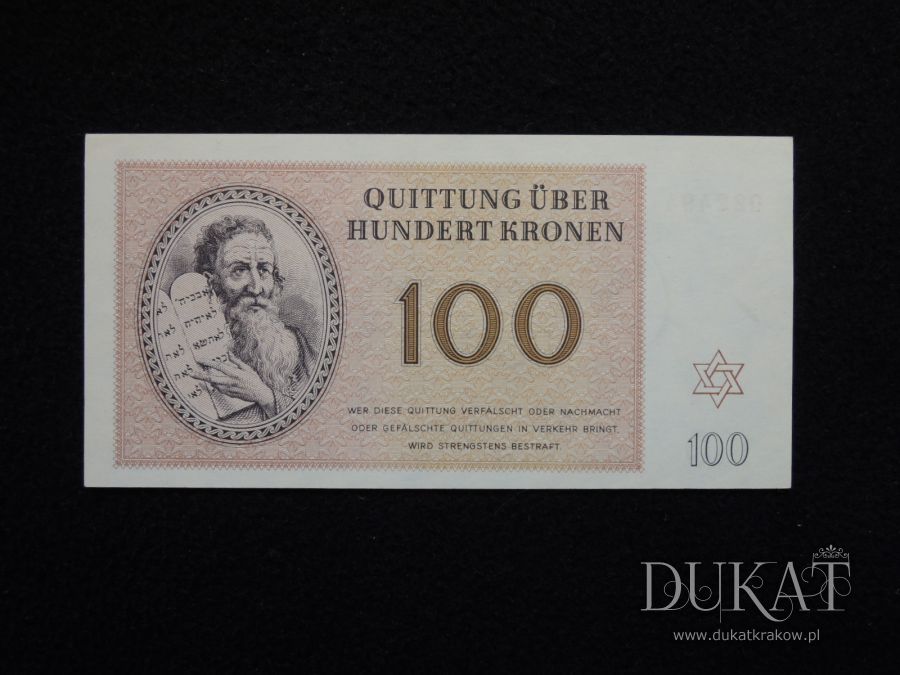 QUITTUNG ÜBER
HUNDERT KRONEN
100
WER DIESE QUITTUNG VERFÄLSCHT ODER NACHMACHT
ODER GEFÄLSCHTE QUITTUNGEN IN VERKEHR BRINGT,
WIRD STRENGSTENS BESTRAFT.
100
DUKAT
www.dukatkrakow.pl